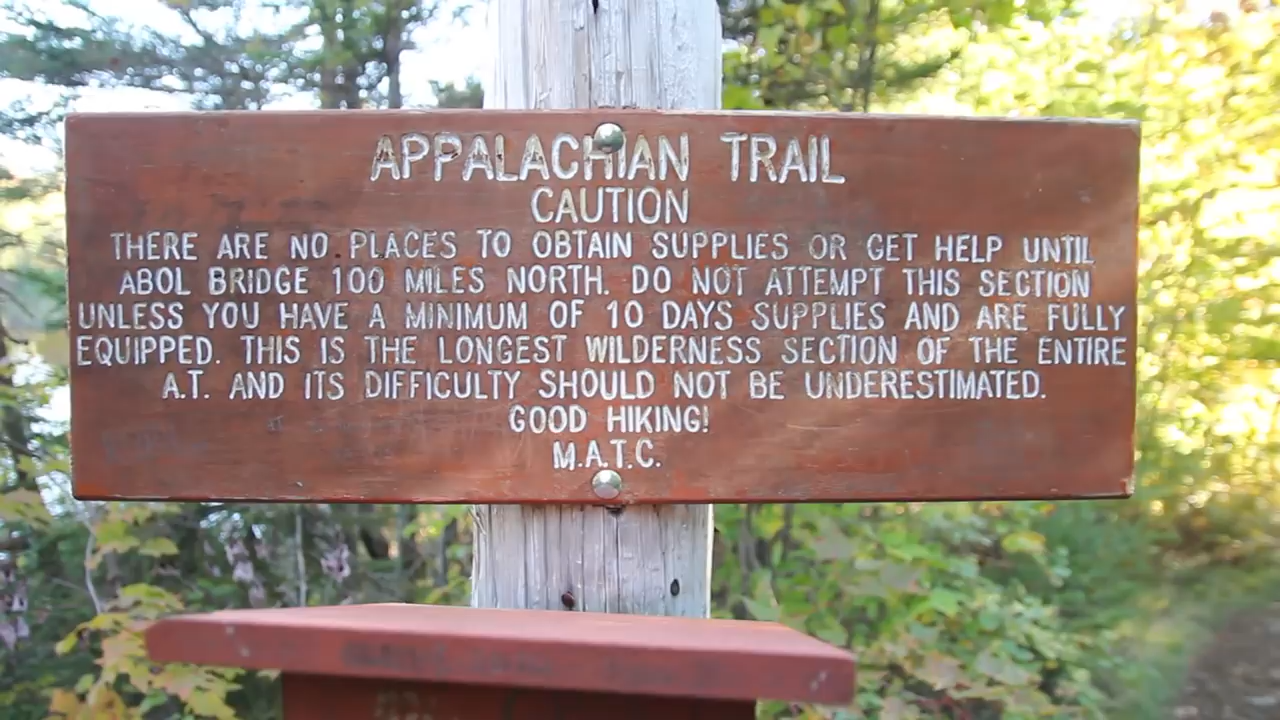 APPALACHIAN TRAIL
CAUTION
THERE ARE NO PLACES TO OBTAIN SUPPLIES OR GET HELP UNTIL
ABOL BRIDGE 100 MILES NORTH. DO NOT ATTEMPT THIS SECTION
UNLESS YOU HAVE A MINIMUM OF 10 DAYS SUPPLIES AND ARE FULLY
EQUIPPED. THIS IS THE LONGEST WILDERNESS SECTION OF THE ENTIRE
A.T. AND ITS DIFFICULTY SHOULD NOT BE UNDERESTIMATED.
GOOD HIKING!
M.A.T.C.